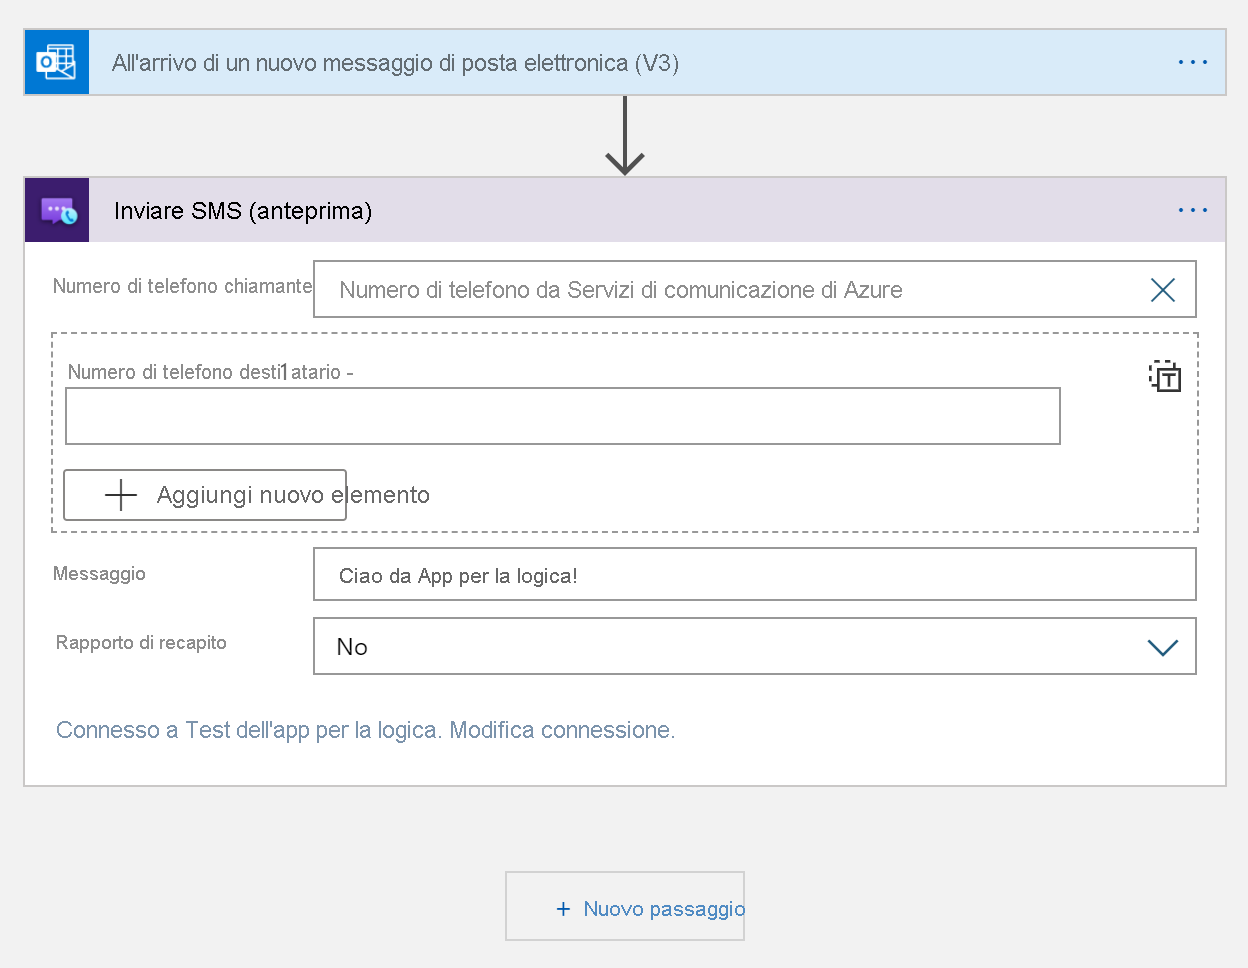 All'arrivo di un nuovo messaggio di posta elettronica (V3)
Inviare SMS (anteprima)
Numero di telefono chiamante
Numero di telefono da Servizi di comunicazione di Azure
Numero di telefono desti1atario -
Aggiungi nuovo elemento
Messaggio
Ciao da App per la logica!
Rapporto di recapito
No
Connesso a Test dell'app per la logica. Modifica connessione.
+ Nuovo passaggio